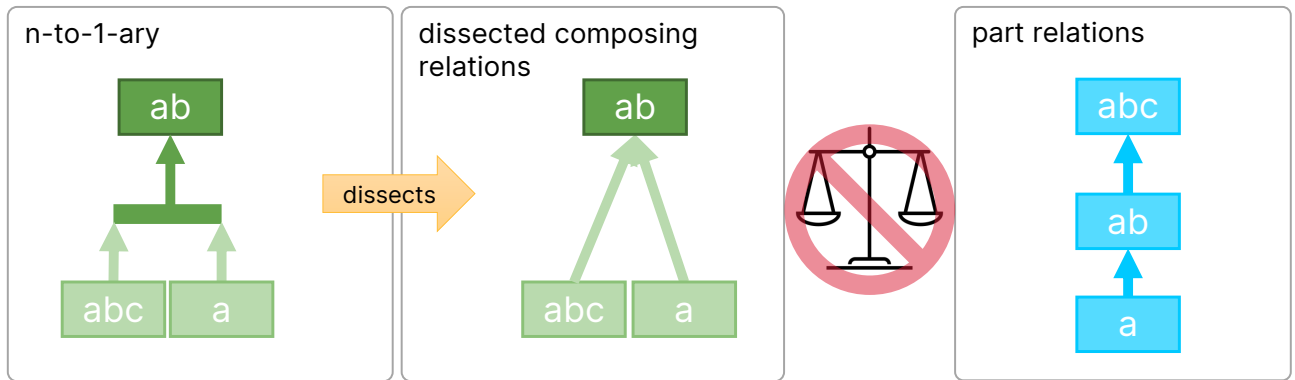 n-to-1-ary
ab
abc
a
dissects
dissected composing
relations
ab
abc
a
part relations
abc
ab
a